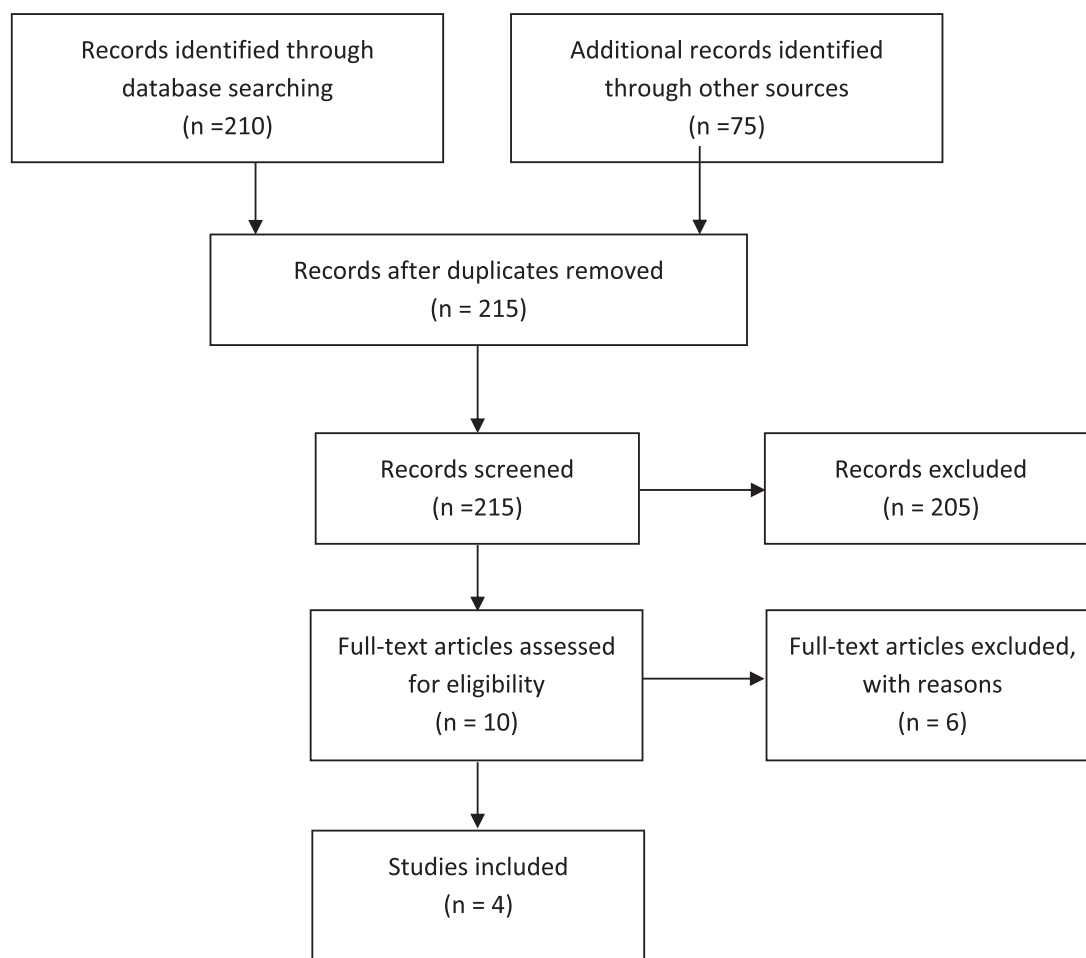 Records identified through
database searching
(n =210)
Additional records identified
through other sources
(n =75)
Records after duplicates removed
(n = 215)
Records screened
(n =215)
Records excluded
(n = 205)
Full-text articles assessed
for eligibility
(n = 10)
Full-text articles excluded,
with reasons
(n = 6)
Studies included
(n = 4)